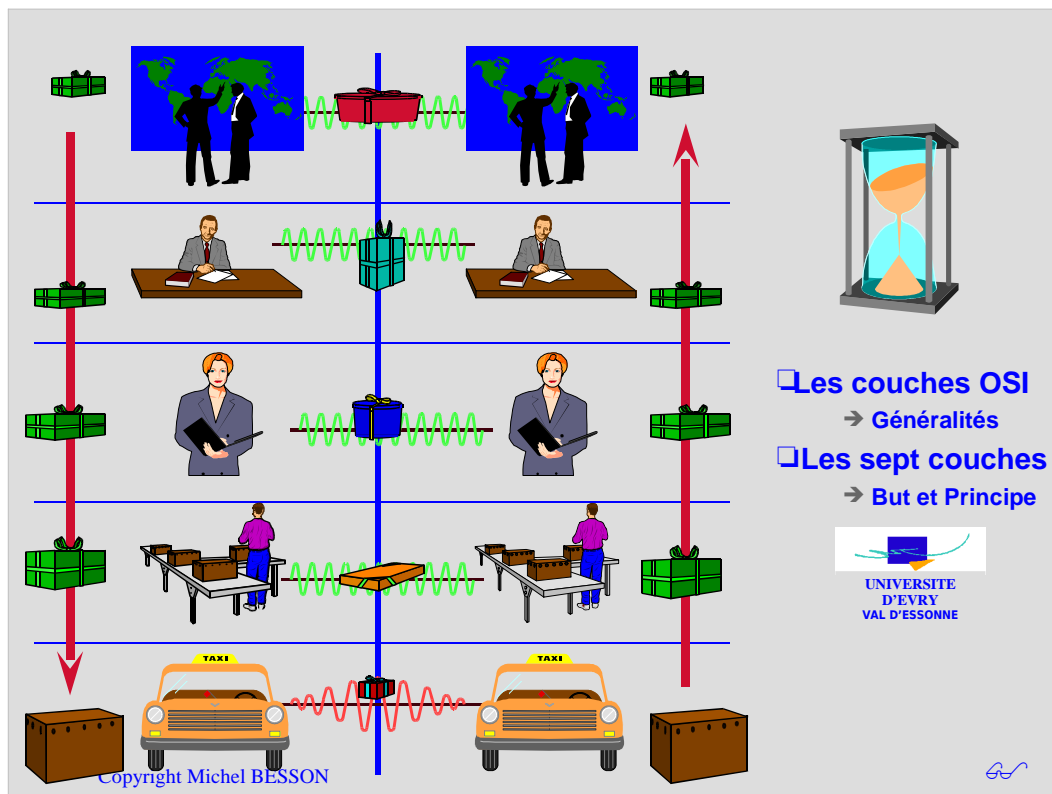 TAXI
TAXI
Copyright Michel BESSON
❑Les couches OSI
➔ Généralités
❑Les sept couches
➔ But et Principe
UNIVERSITE
D'EVRY
VAL D'ESSONNE